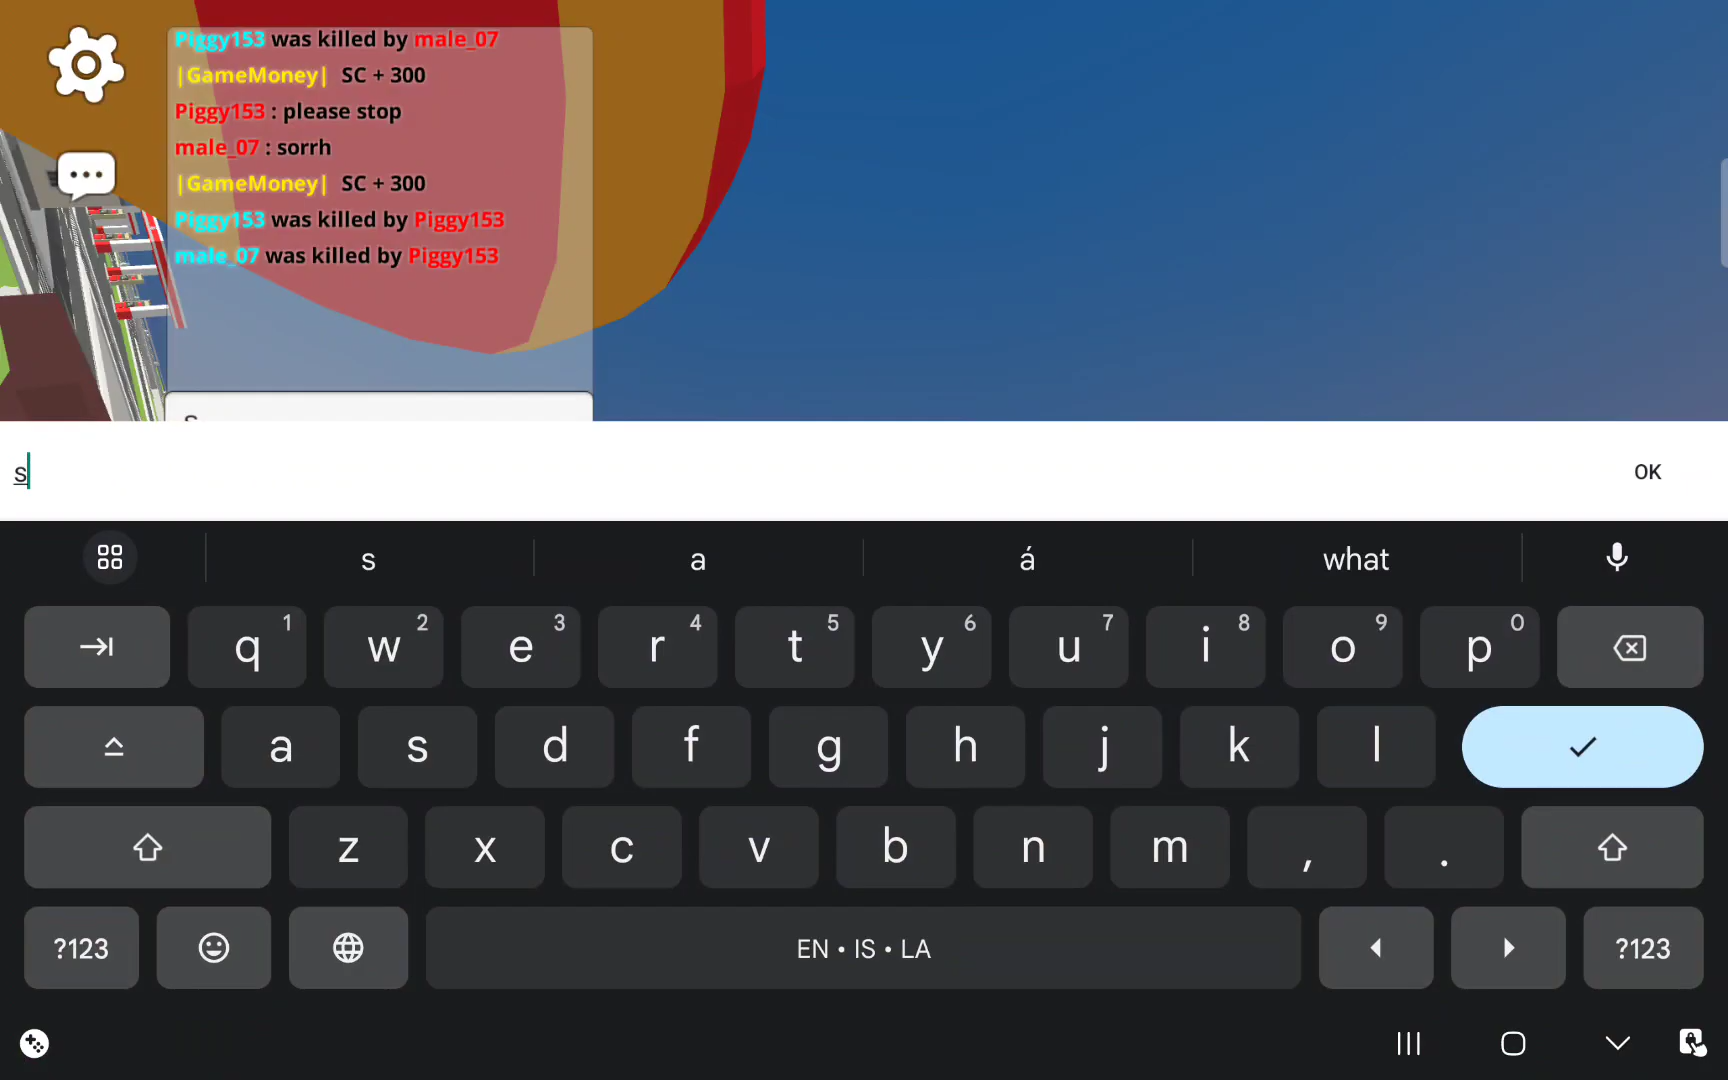 Piggy153 was killed by male_07
|GameMoney| SC + 300
Piggy153 : please stop
male_07 : sorrh
|GameMoney| SC + 300
Piggy153 was killed by Piggy153
male_07 was killed by Piggy153
s
s OK
s a á what
q 1 w 2 e 3 r 4 t 5 y 6 u 7 i 8 o 9 p 0
a s d f g h j k l
z x c v b n m , .
?123 EN • IS • LA ?123